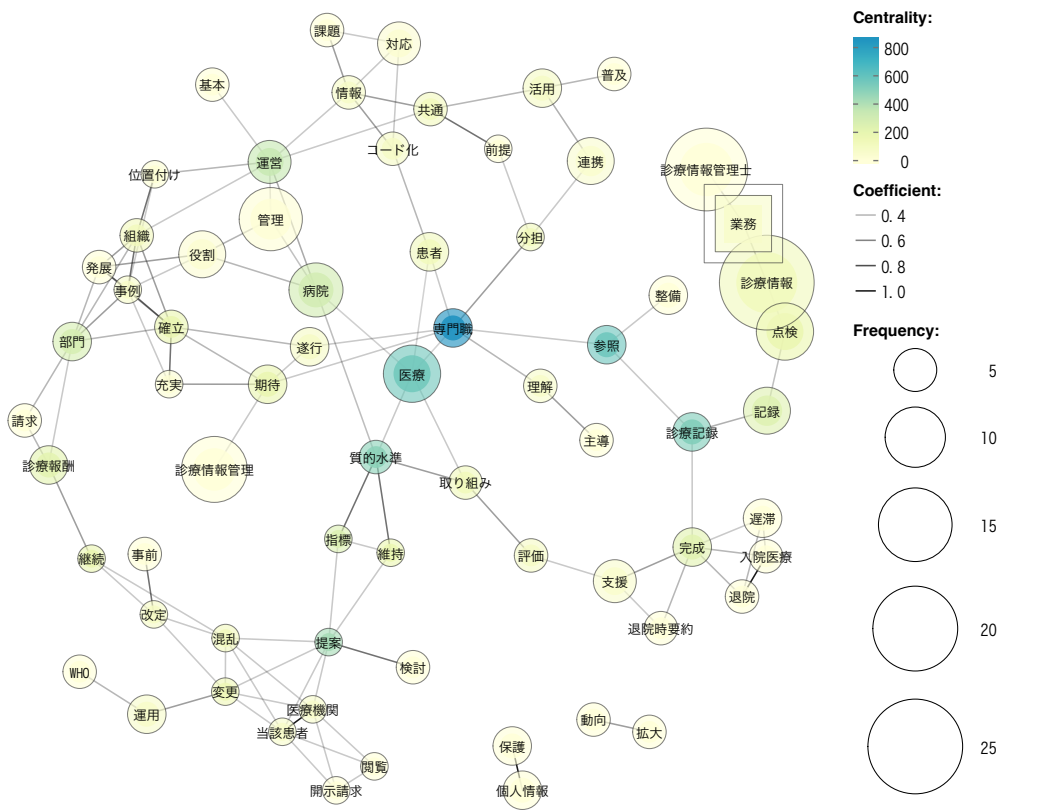 課題
対応
基本
情報
共通
活用
普及
コード化
前提
連携
運営
位置付け
診療情報管理士
管理
業務
組織
分担
役割
患者
発展
事例
病院
診療情報
整備
点検
確立
専門職
部門
遂行
参照
医療
充実
期待
理解
記録
請求
診療記録
主導
診療報酬
診療情報管理
質的水準
取り組み
遅滞
指標
維持
完成
継続
事前
評価
入院医療
支援
退院
改定
退院時要約
混乱
提案
検討
WHO
変更
運用
医療機関
当該患者
動向
拡大
保護
閲覧
開示請求
個人情報
Centrality:
800
600
400
200
0
Coefficient:
0.4
0.6
0.8
1.0
Frequency:
5
10
15
20
25